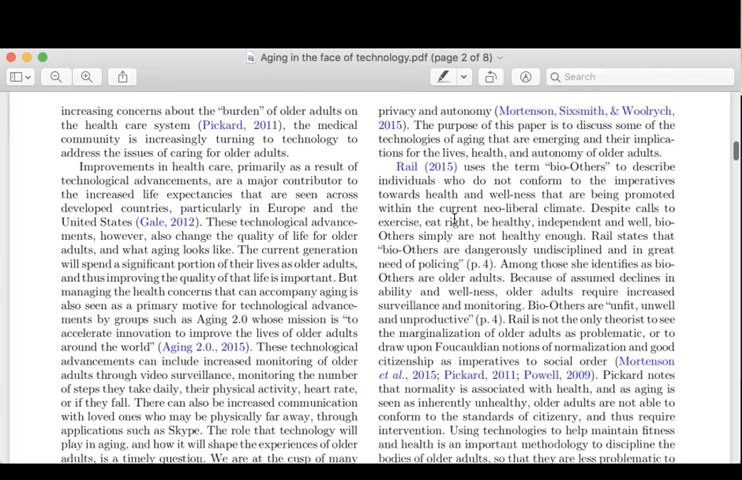 Aging in the face of technology.pdf (page 2 of 8)
Search
increasing concerns about the “burden” of older adults on
the health care system (Pickard, 2011), the medical
community is increasingly turning to technology to
address the issues of caring for older adults.
Improvements in health care, primarily as a result of
technological advancements, are a major contributor to
the increased life expectancies that are seen across
developed countries, particularly in Europe and the
United States (Gale, 2012). These technological advance-
ments, however, also change the quality of life for older
adults, and what aging looks like. The current generation
will spend a significant portion of their lives as older adults,
and thus improving the quality of that life is important. But
managing the health concerns that can accompany aging is
also seen as a primary motive for technological advance-
ments by groups such as Aging 2.0 whose mission is “to
accelerate innovation to improve the lives of older adults
around the world” (Aging 2.0., 2015). These technological
advancements can include increased monitoring of older
adults through video surveillance, monitoring the number
of steps they take daily, their physical activity, heart rate,
or if they fall. There can also be increased communication
with loved ones who may be physically far away, through
applications such as Skype. The role that technology will
play in aging, and how it will shape the experiences of older
adults, is a timely question. We are at the cusp of many
privacy and autonomy (Mortenson, Sixsmith, & Woolrych,
2015). The purpose of this paper is to discuss some of the
technologies of aging that are emerging and their implica-
tions for the lives, health, and autonomy of older adults.
Rail (2015) uses the term “bio-Others” to describe
individuals who do not conform to the imperatives
towards health and well-ness that are being promoted
within the current neo-liberal climate. Despite calls to
exercise, eat right, be healthy, independent and well, bio-
Others simply are not healthy enough. Rail states that
“bio-Others are dangerously undisciplined and in great
need of policing” (p. 4). Among those she identifies as bio-
Others are older adults. Because of assumed declines in
ability and well-ness, older adults require increased
surveillance and monitoring. Bio-Others are “unfit, unwell
and unproductive” (p. 4). Rail is not the only theorist to see
the marginalization of older adults as problematic, or to
draw upon Foucauldian notions of normalization and good
citizenship as imperatives to social order (Mortenson
et al., 2015; Pickard, 2011; Powell, 2009). Pickard notes
that normality is associated with health, and as aging is
seen as inherently unhealthy, older adults are not able to
conform to the standards of citizenry, and thus require
intervention. Using technologies to help maintain fitness
and health is an important methodology to discipline the
bodies of older adults, so that they are less problematic to